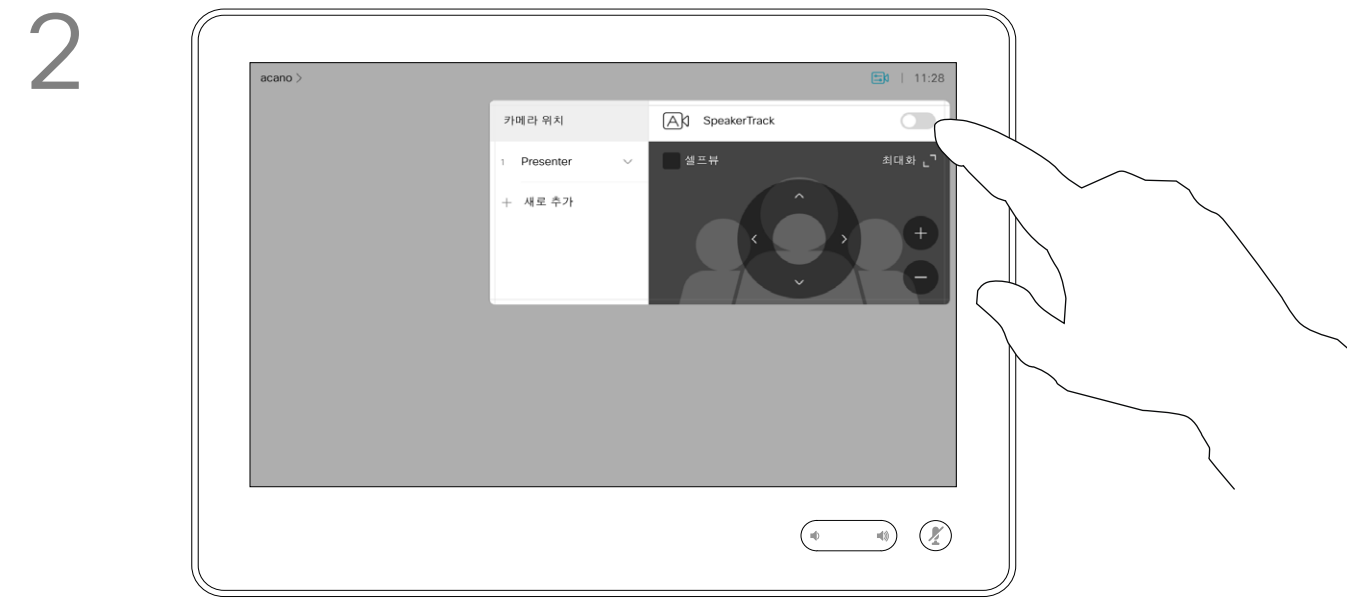 2
acano >
11:28
카메라 위치
SpeakerTrack
1 Presenter
셀프뷰
최대화
+ 새로 추가